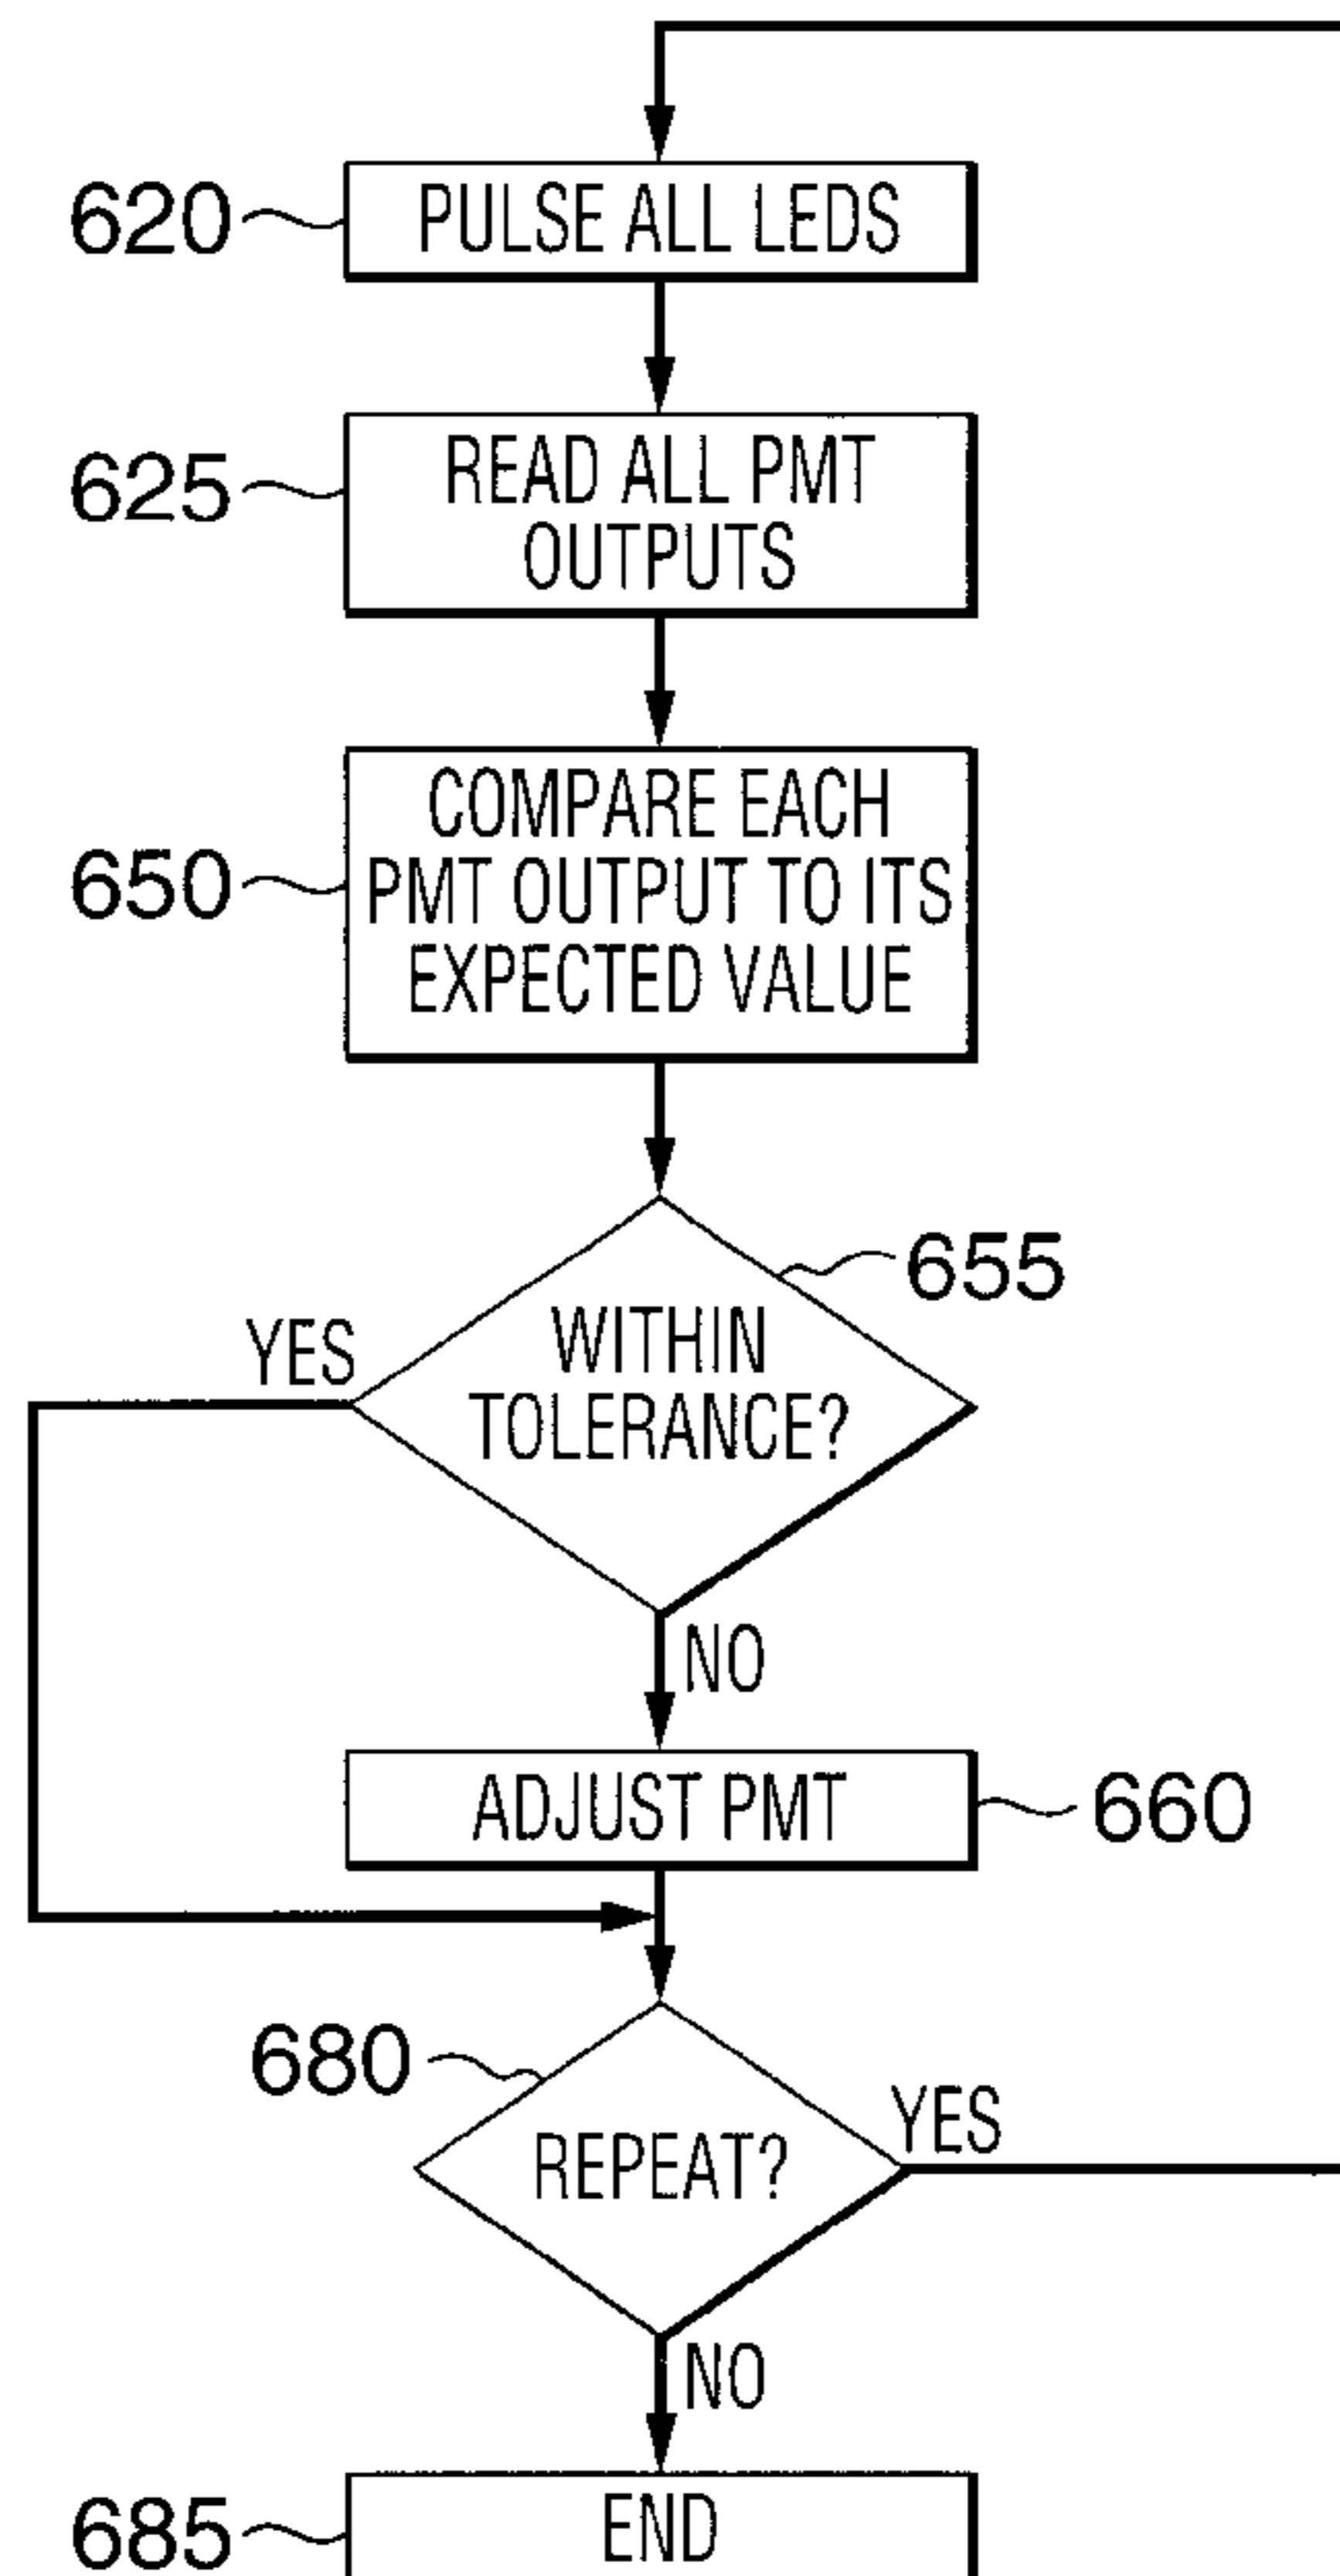 620
PULSE ALL LEDS
625
READ ALL PMT
OUTPUTS
650
COMPARE EACH
PMT OUTPUT TO ITS
EXPECTED VALUE
655
YES
WITHIN
TOLERANCE?
NO
ADJUST PMT
660
680
YES
REPEAT?
NO
685
END